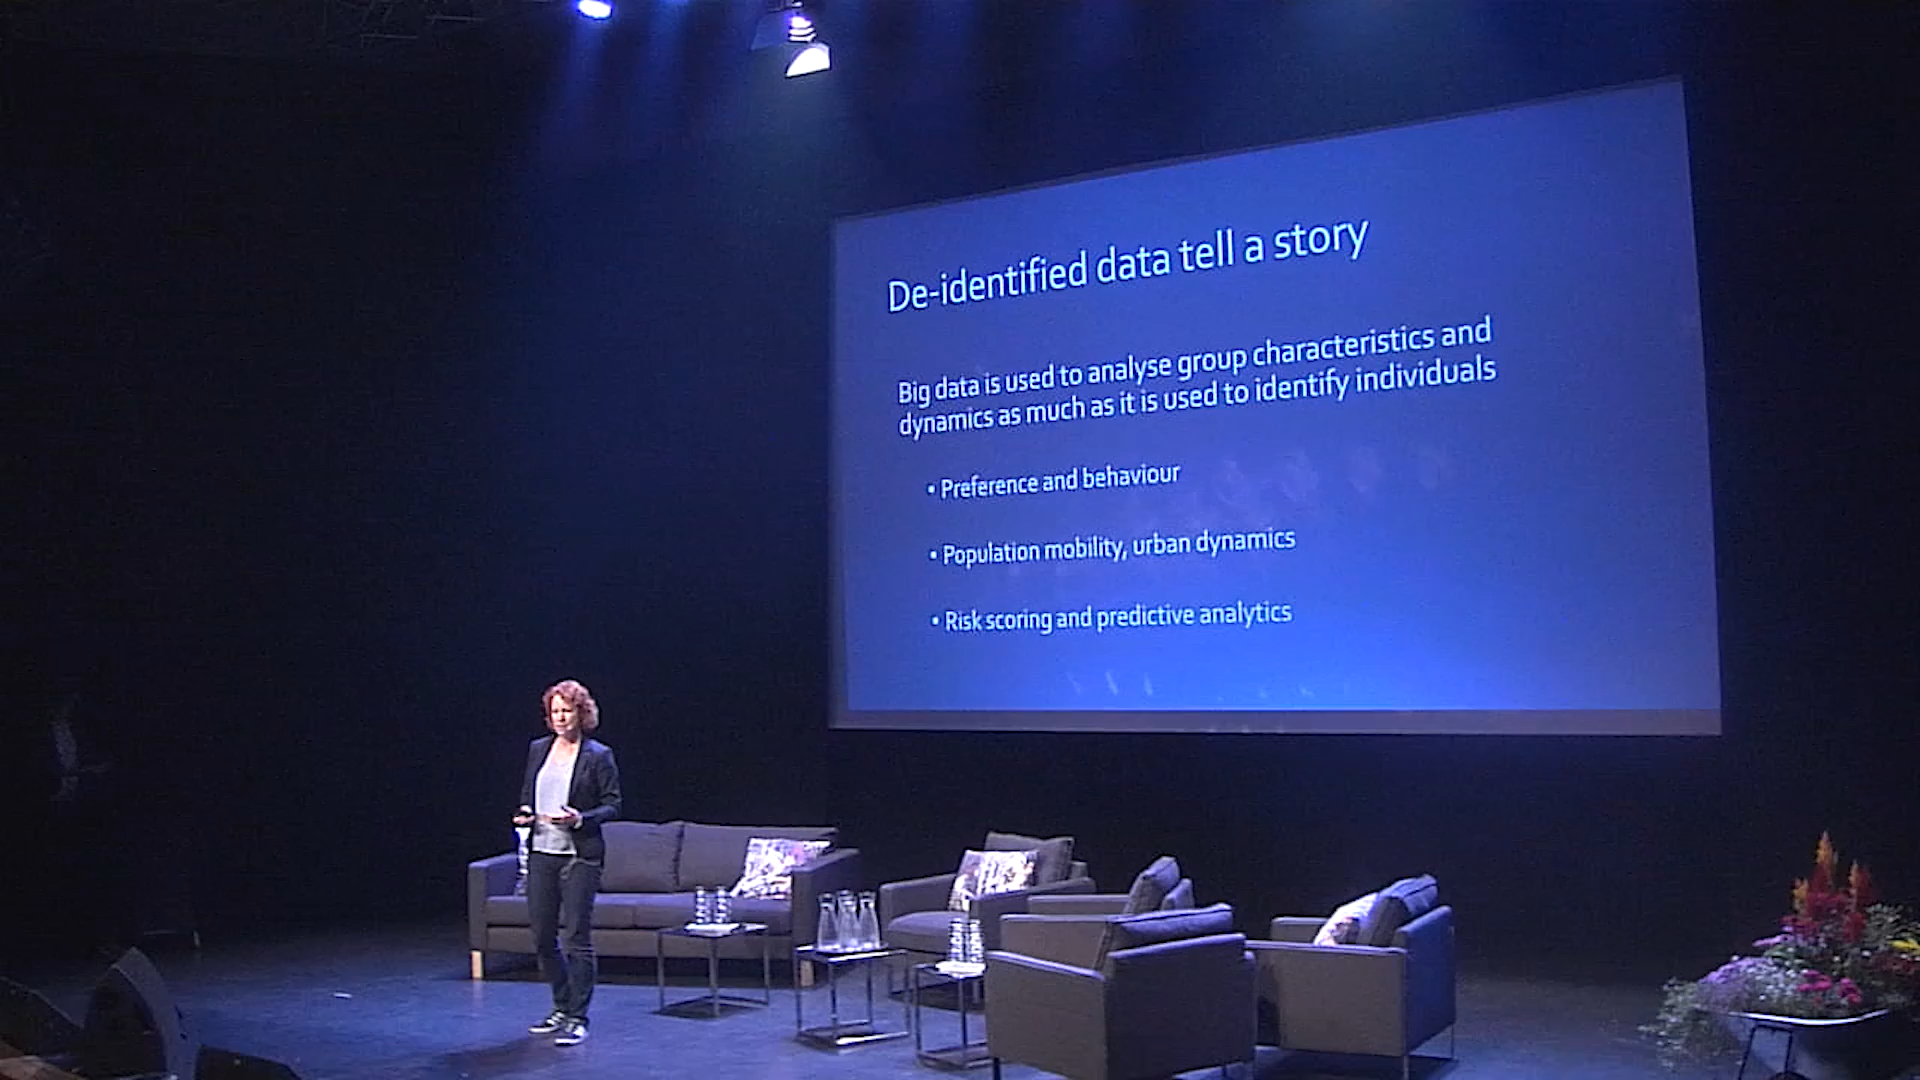 De-identified data tell a story
Big data is used to analyse group characteristics and
dynamics as much as it is used to identify individuals
• Preference and behaviour
• Population mobility, urban dynamics
• Risk scoring and predictive analytics